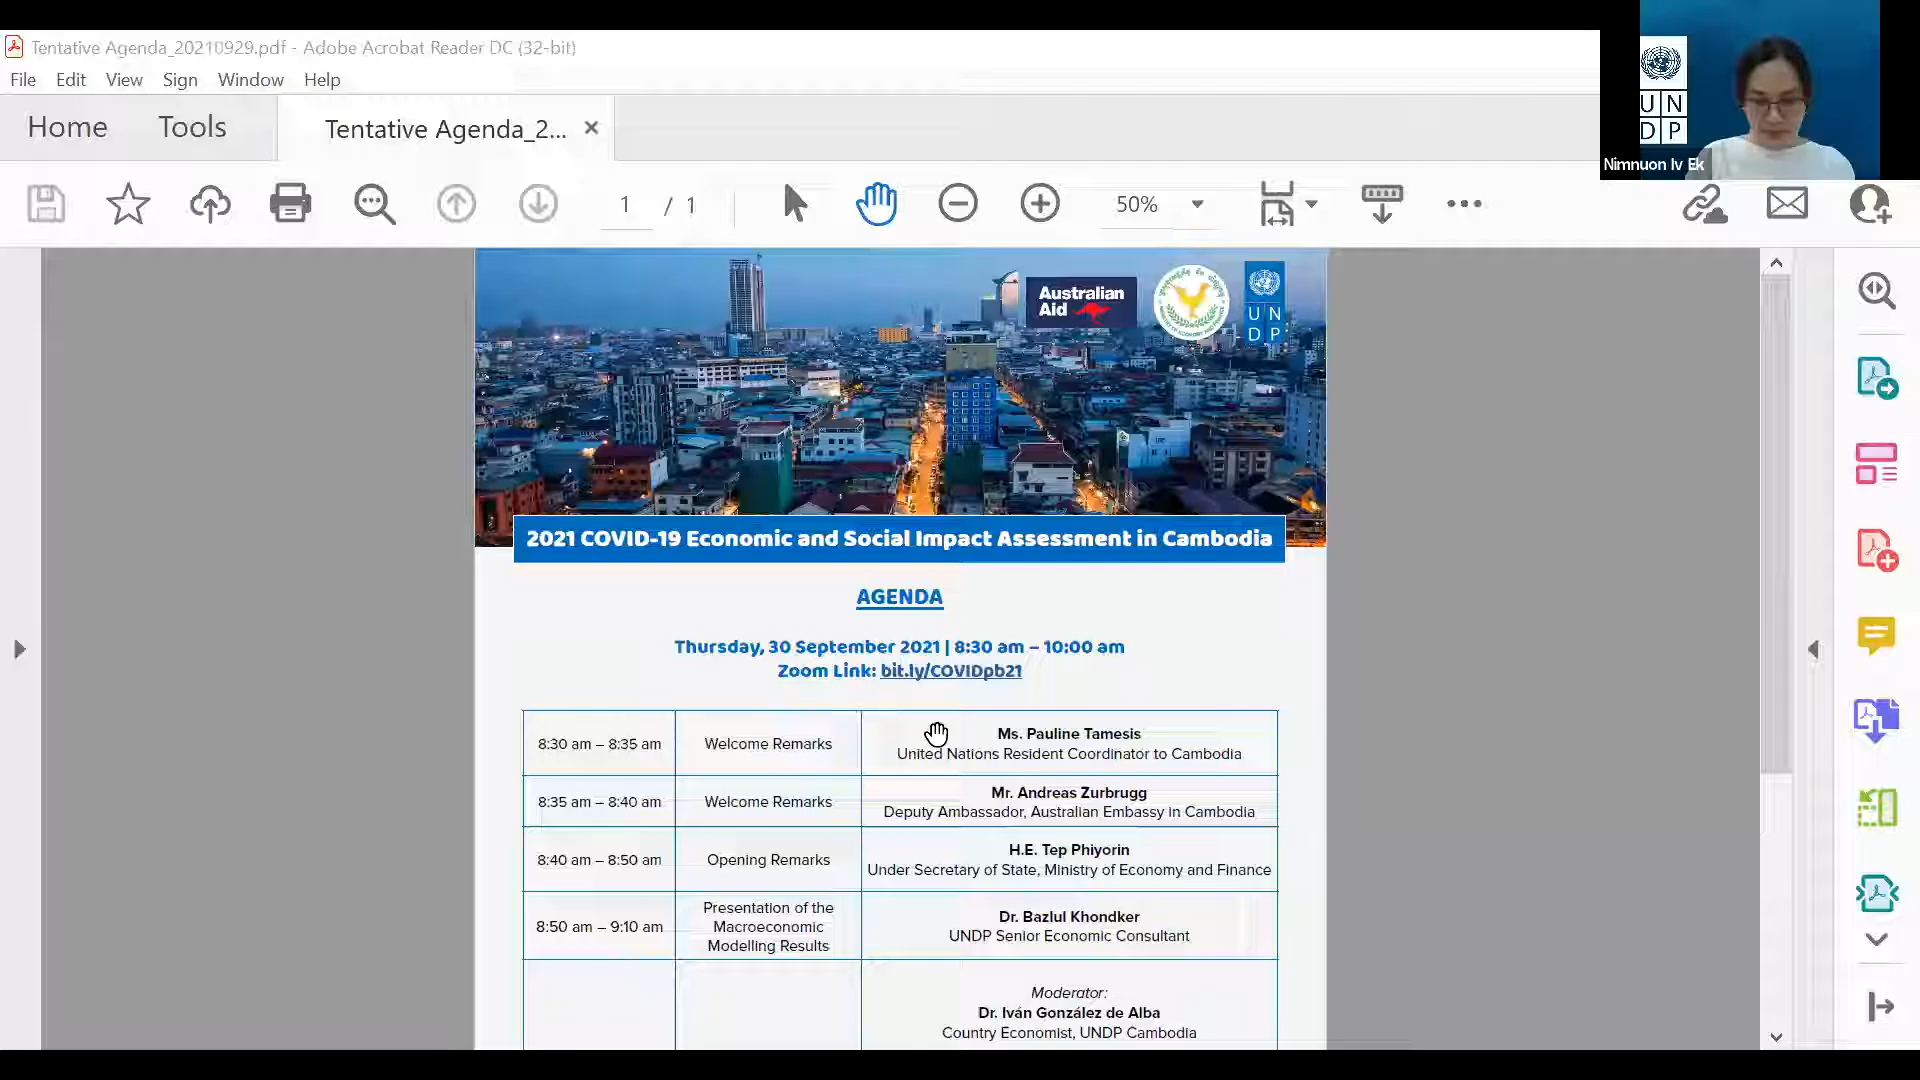 Tentative Agenda_20210929.pdf - Adobe Acrobat Reader DC (32-bit)
File Edit View Sign Window Help
Home Tools Tentative Agenda_2... ×
1 / 1 50%
UN
DP
Nimnuon Iv Ek
Australian
Aid
UN
DP
2021 COVID-19 Economic and Social Impact Assessment in Cambodia
AGENDA
Thursday, 30 September 2021 | 8:30 am – 10:00 am
Zoom Link: bit.ly/COVIDpb21
8:30 am – 8:35 am
Welcome Remarks
Ms. Pauline Tamesis
United Nations Resident Coordinator to Cambodia
8:35 am – 8:40 am
Welcome Remarks
Mr. Andreas Zurbrugg
Deputy Ambassador, Australian Embassy in Cambodia
8:40 am – 8:50 am
Opening Remarks
H.E. Tep Phiyorin
Under Secretary of State, Ministry of Economy and Finance
8:50 am – 9:10 am
Presentation of the
Macroeconomic
Modelling Results
Dr. Bazlul Khondker
UNDP Senior Economic Consultant
Moderator:
Dr. Iván González de Alba
Country Economist, UNDP Cambodia